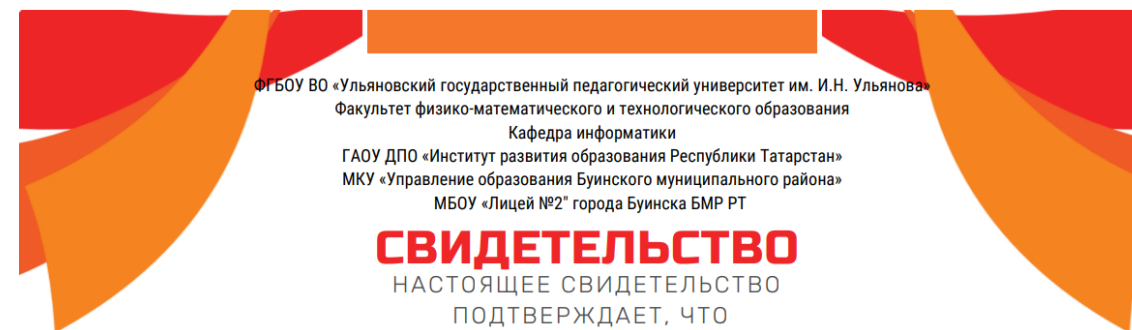 ФГБОУ ВО «Ульяновский государственный педагогический университет им. И.Н. Ульянова»
Факультет физико-математического и технологического образования
Кафедра информатики
ГАОУ ДПО «Институт развития образования Республики Татарстан»
МКУ «Управление образования Буинского муниципального района»
МБОУ «Лицей №2" города Буинска БМР РТ
СВИДЕТЕЛЬСТВО
НАСТОЯЩЕЕ СВИДЕТЕЛЬСТВО
ПОДТВЕРЖДАЕТ, ЧТО